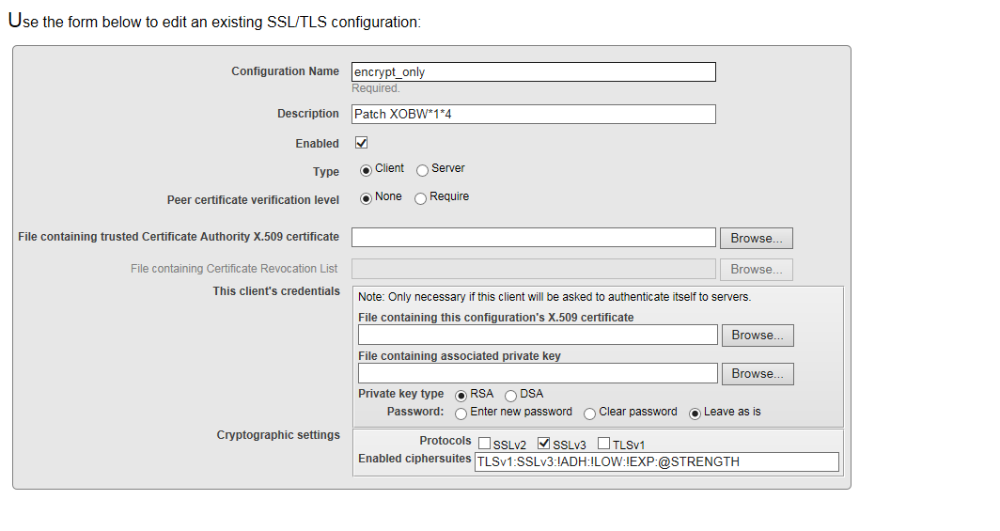 Use the form below to edit an existing SSL/TLS configuration:
Configuration Name encrypt_only
Required.
Description Patch XOBW*1*4
Enabled
Type Client Server
Peer certificate verification level None Require
File containing trusted Certificate Authority X.509 certificate Browse...
File containing Certificate Revocation List Browse...
This client's credentials
Note: Only necessary if this client will be asked to authenticate itself to servers.
File containing this configuration's X.509 certificate
Browse...
File containing associated private key
Browse...
Private key type RSA DSA
Password: Enter new password Clear password Leave as is
Cryptographic settings
Protocols SSLv2 SSLv3 TLSv1
Enabled ciphersuites TLSv1:SSLv3:!ADH:!LOW:!EXP:@STRENGTH